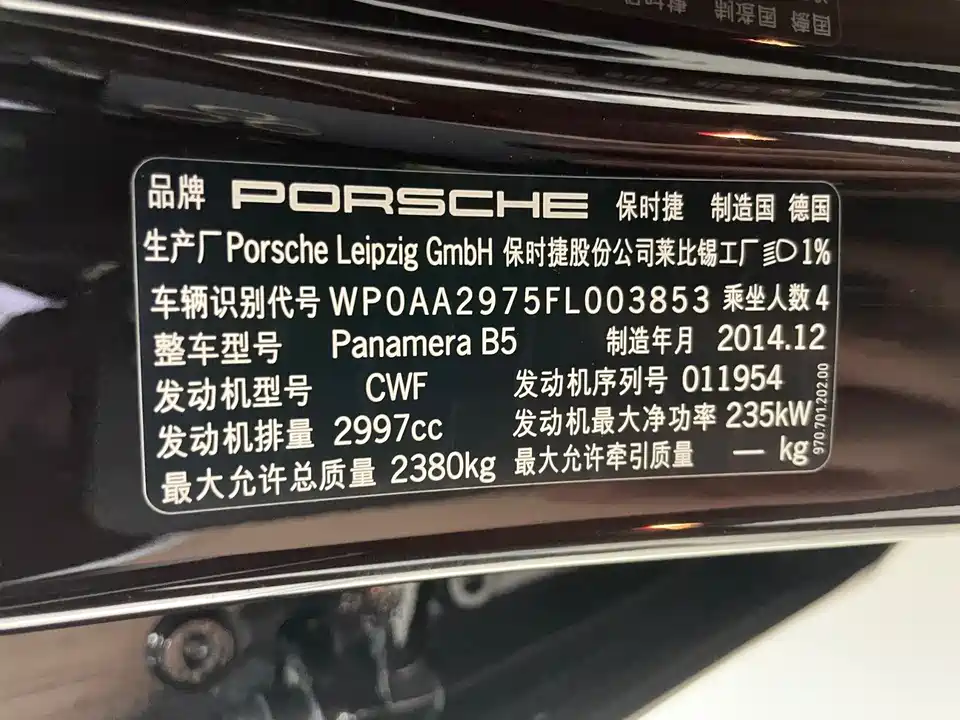 品牌 PORSCHE 保时捷 制造国 德国
生产厂 Porsche Leipzig GmbH 保时捷股份公司莱比锡工厂 1%
车辆识别代号 WP0AA2975FL003853 乘坐人数 4
整车型号 Panamera B5 制造年月 2014.12
发动机型号 CWF 发动机序列号 011954
发动机排量 2997cc 发动机最大净功率 235kW
最大允许总质量 2380kg 最大允许牵引质量 — kg
970.701.202.00